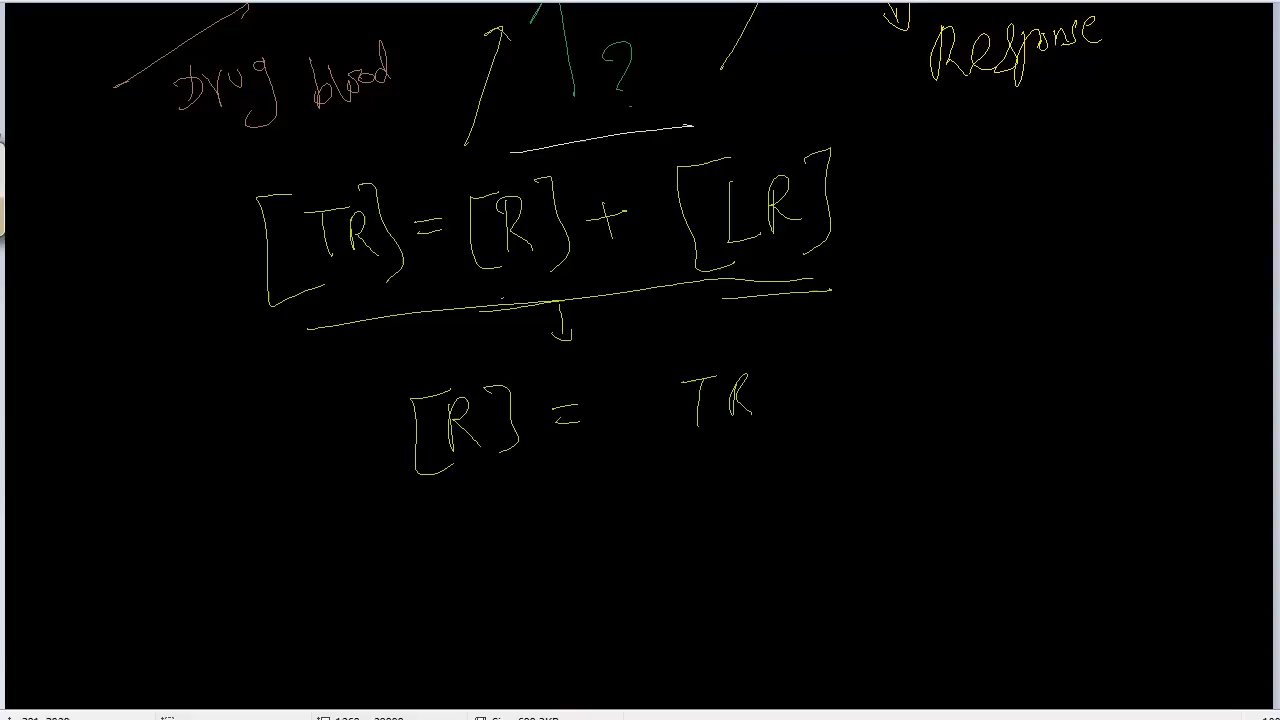 Response
Drug blood ?
[TR] = [R] + [LR]
[R] = TR